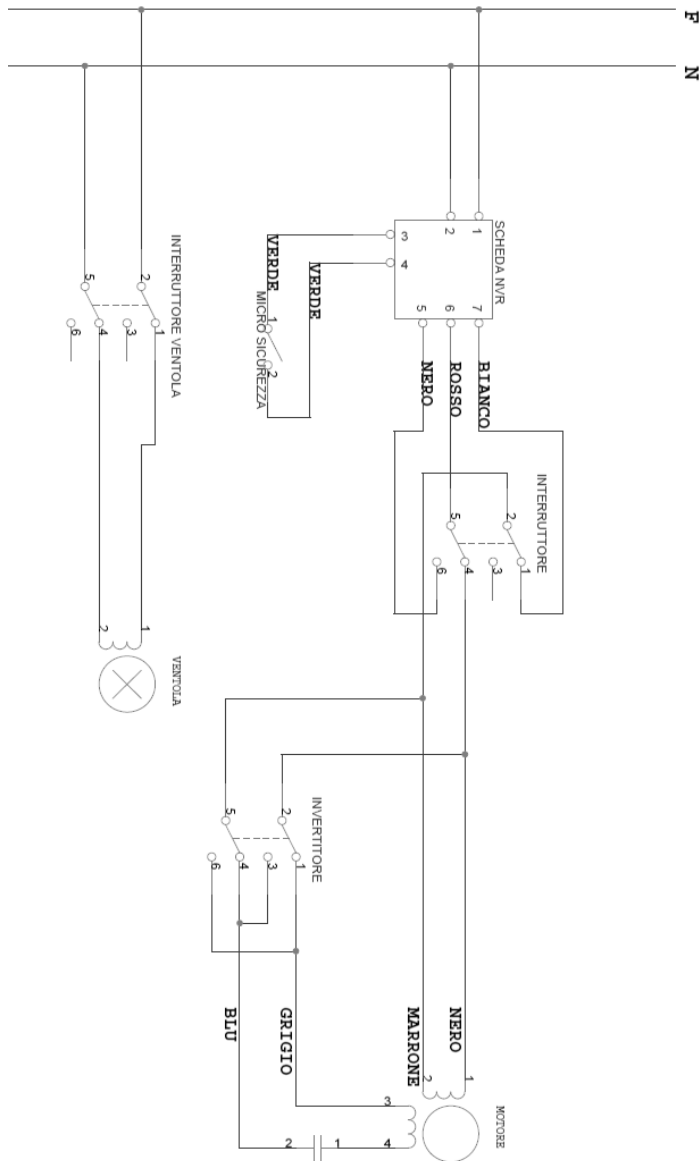 F
N
SCHEDA NVR
1
2
3
4
5
6
7
VERDE
VERDE
MICRO SICUREZZA
1
2
NERO
ROSSO
BIANCO
INTERRUTTORE VENTOLA
5
2
6
4
3
1
INTERRUTTORE
5
2
6
4
3
1
VENTOLA
2
1
INVERTITORE
5
2
6
4
3
1
BLU
GRIGIO
MARRONE
NERO
2
1
MOTORE
3
4
2
1